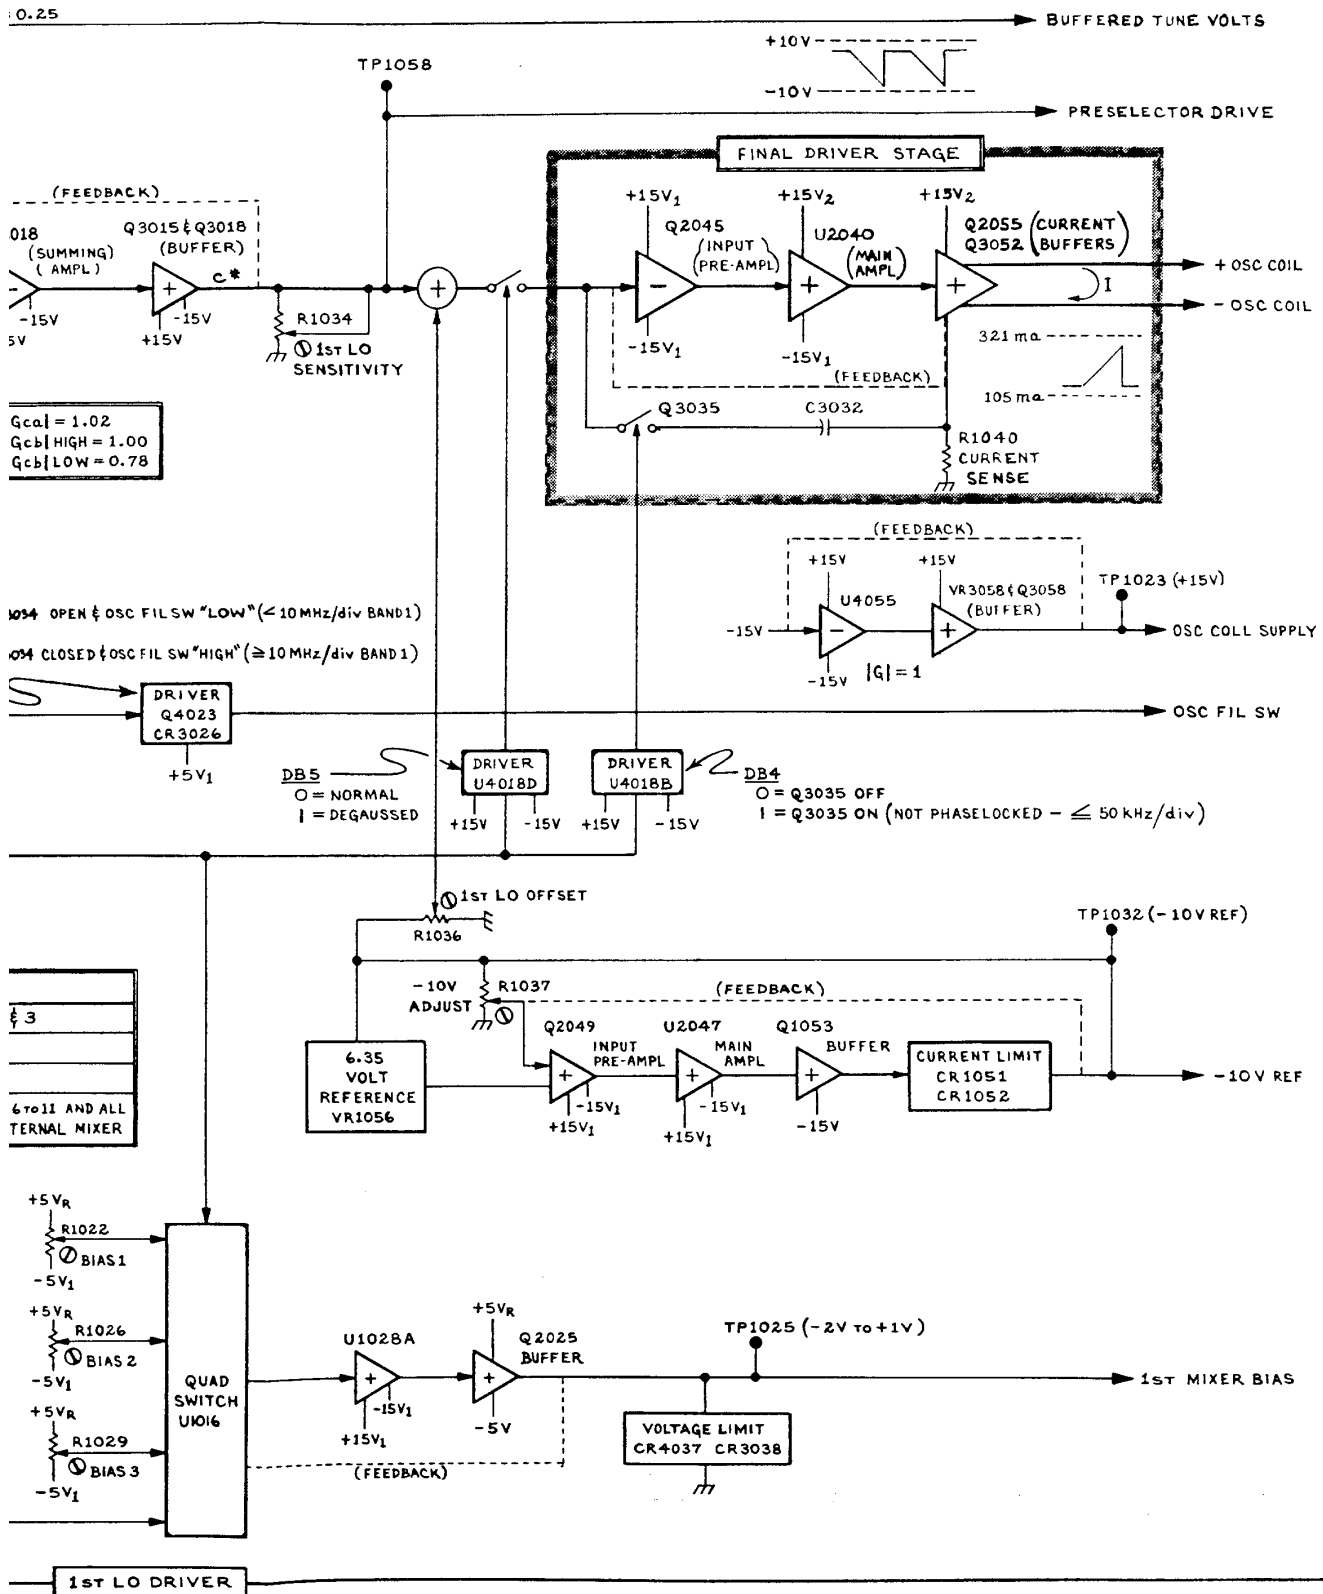 : 0.25
BUFFERED TUNE VOLTS
+10V
-10V
TP1058
PRESELECTOR DRIVE
FINAL DRIVER STAGE
(FEEDBACK)
018
(SUMMING)
(AMPL)
-15V
5V
Q3015 & Q3018
(BUFFER)
C*
-15V
+15V
R1034
1ST LO
SENSITIVITY
+15V1
Q2045
(INPUT
PRE-AMPL)
-15V1
+15V2
U2040
(MAIN
AMPL)
-15V1
+15V2
Q2055 (CURRENT
Q3052 BUFFERS)
+ OSC COIL
I
- OSC COIL
321 ma
105 ma
(FEEDBACK)
Q3035
C3032
R1040
CURRENT
SENSE
Gca| = 1.02
Gcb| HIGH = 1.00
Gcb| LOW = 0.78
(FEEDBACK)
+15V
U4055
+15V
VR3058 & Q3058
(BUFFER)
TP1023 (+15V)
-15V
-15V
|G| = 1
OSC COLL SUPPLY
3034 OPEN & OSC FIL SW "LOW" (≤ 10 MHz/div BAND 1)
3034 CLOSED & OSC FIL SW "HIGH" (≥ 10 MHz/div BAND 1)
DRIVER
Q4023
CR3026
+5V1
OSC FIL SW
DB5
0 = NORMAL
1 = DEGAUSSED
DRIVER
U4018D
+15V
-15V
DRIVER
U4018B
+15V
-15V
DB4
0 = Q3035 OFF
1 = Q3035 ON (NOT PHASELOCKED - ≤ 50 kHz/div)
1ST LO OFFSET
R1036
TP1032 (-10V REF)
-10V
ADJUST
R1037
(FEEDBACK)
& 3
6 TO 11 AND ALL
TERNAL MIXER
6.35
VOLT
REFERENCE
VR1056
Q2049
INPUT
PRE-AMPL
-15V1
+15V1
U2047
MAIN
AMPL
-15V1
+15V1
Q1053
BUFFER
-15V
CURRENT LIMIT
CR1051
CR1052
-10V REF
+5VR
R1022
BIAS 1
-5V1
+5VR
R1026
BIAS 2
-5V1
+5VR
R1029
BIAS 3
-5V1
QUAD
SWITCH
U1016
U1028A
-15V1
+15V1
+5VR
Q2025
BUFFER
-5V
(FEEDBACK)
TP1025 (-2V TO +1V)
1ST MIXER BIAS
VOLTAGE LIMIT
CR4037 CR3038
1ST LO DRIVER